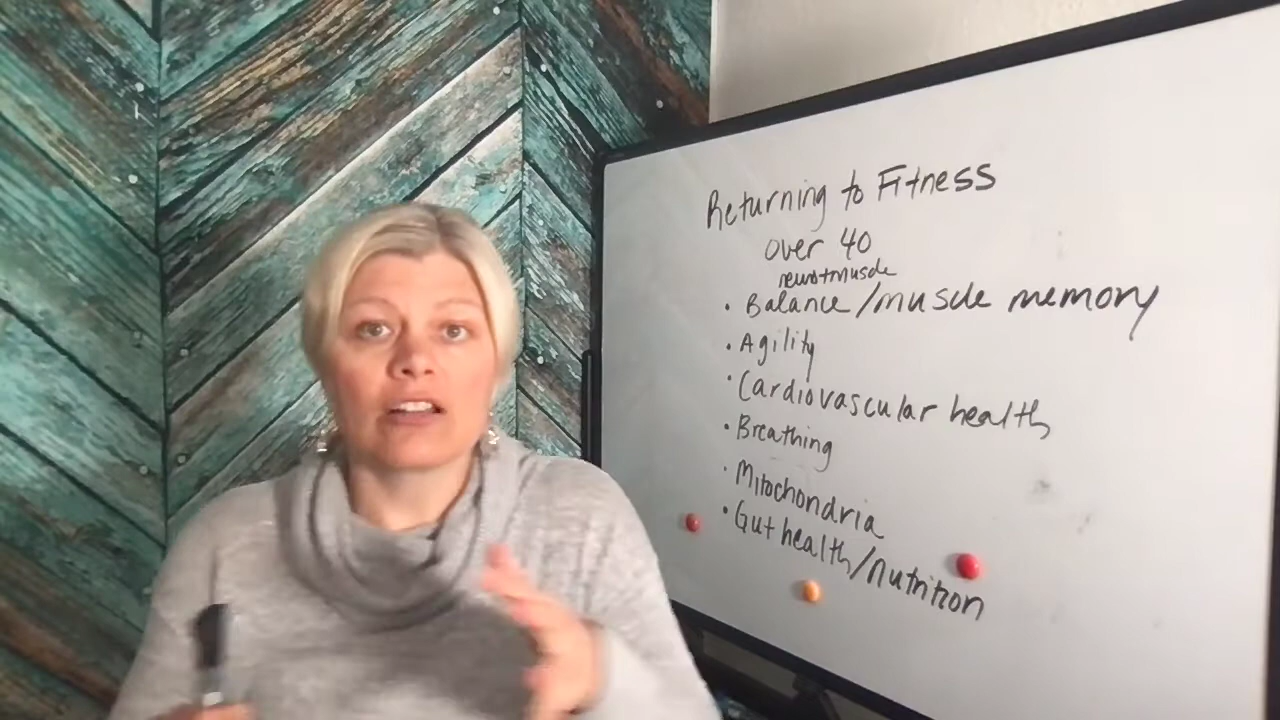 Returning to Fitness
over 40
neuro+muscle
• Balance/muscle memory
• Agility
• Cardiovascular health
• Breathing
• Mitochondria
• Gut health/nutrition